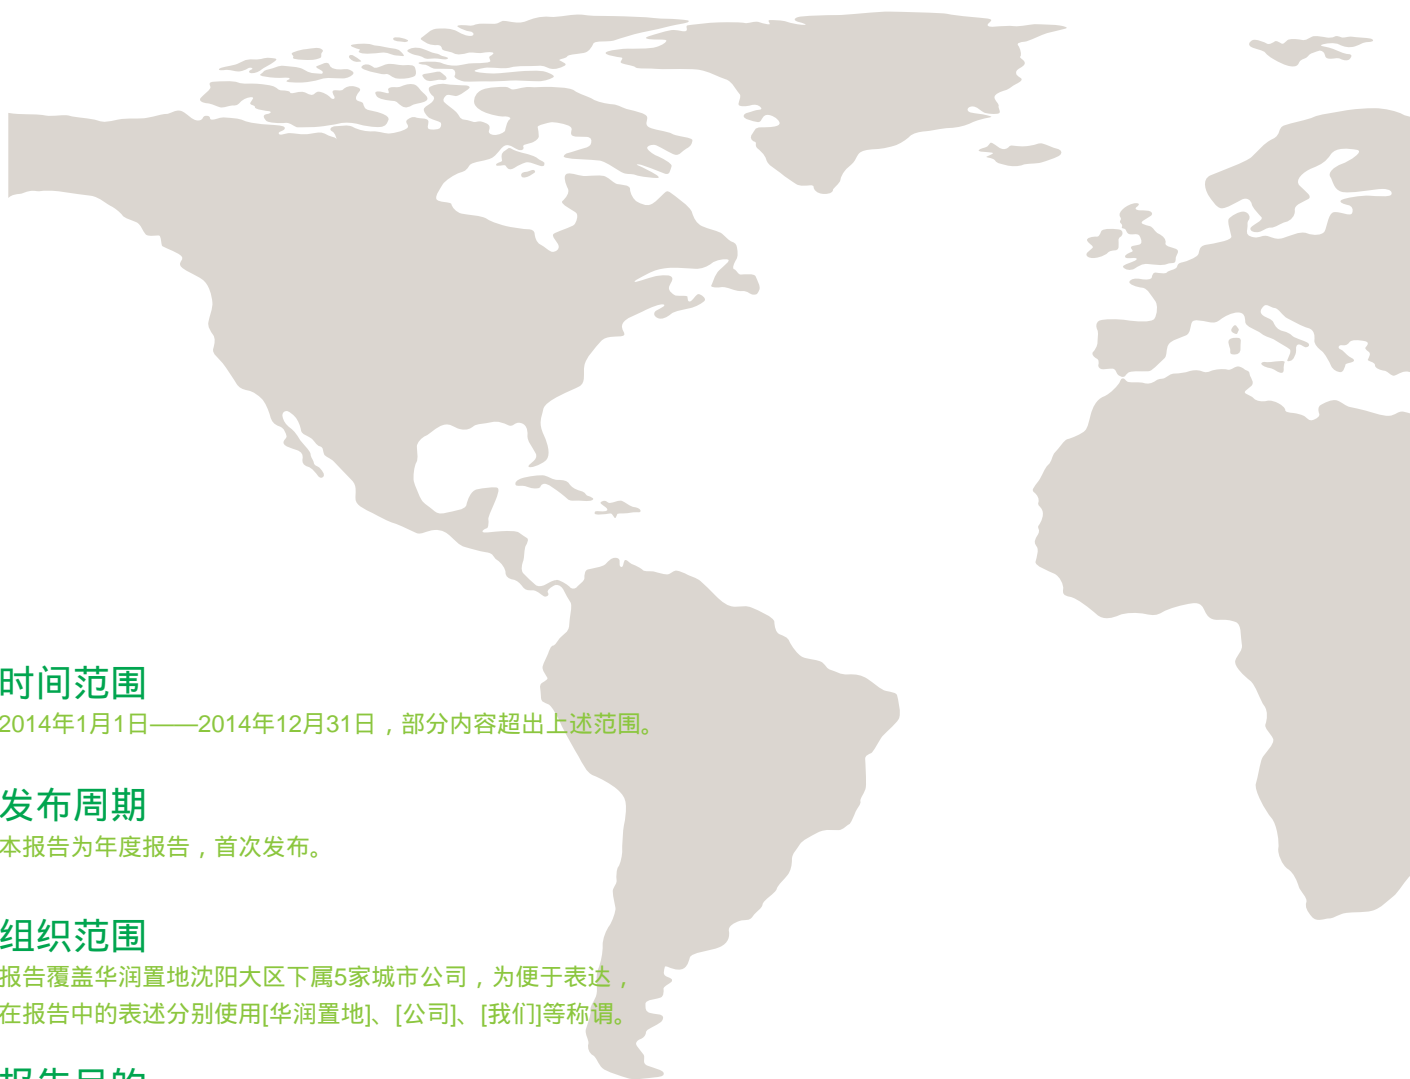 时间范围
2014年1月1日——2014年12月31日，部分内容超出上述范围。
发布周期
本报告为年度报告，首次发布。
组织范围
报告覆盖华润置地沈阳大区下属5家城市公司，为便于表达，
在报告中的表述分别使用[华润置地]、[公司]、[我们]等称谓。
报告目的